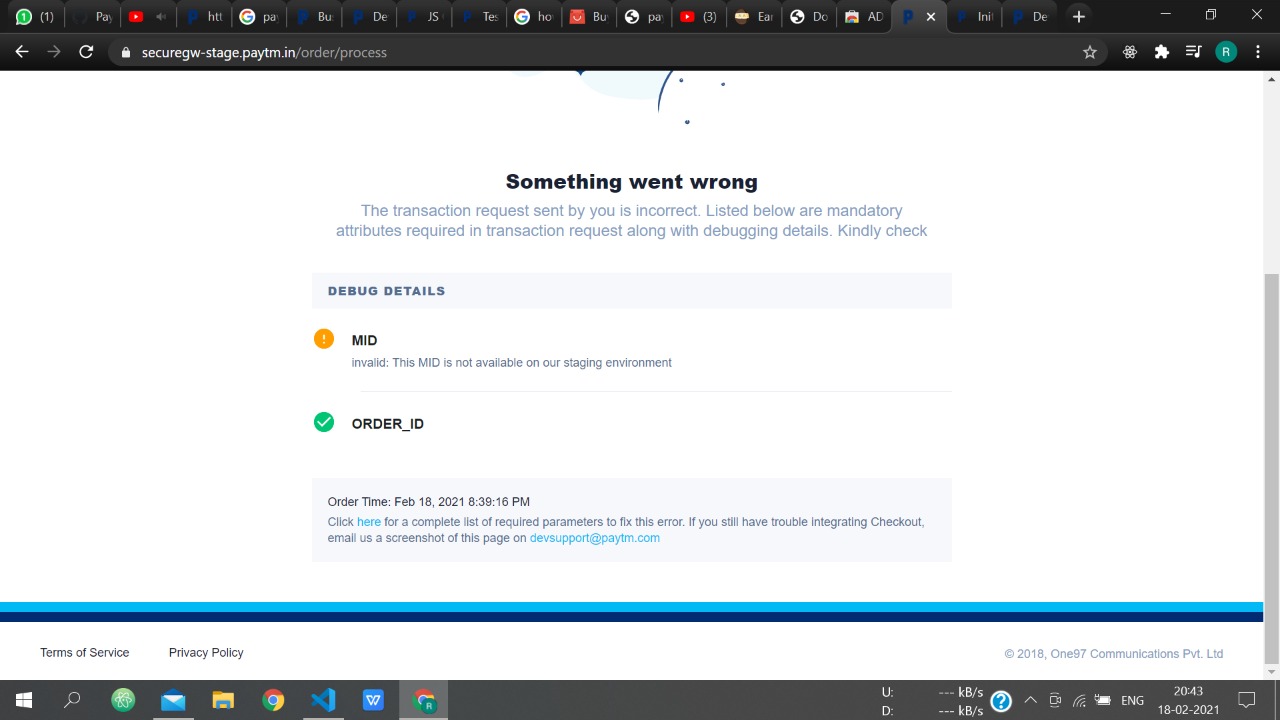 (1) Pay htt pay Bus De JS Tes ho Bu pay (3) Ear Do AD Init De
securegw-stage.paytm.in/order/process
R
Something went wrong
The transaction request sent by you is incorrect. Listed below are mandatory
attributes required in transaction request along with debugging details. Kindly check
DEBUG DETAILS
MID
invalid: This MID is not available on our staging environment
ORDER_ID
Order Time: Feb 18, 2021 8:39:16 PM
Click here for a complete list of required parameters to fix this error. If you still have trouble integrating Checkout,
email us a screenshot of this page on devsupport@paytm.com
Terms of Service Privacy Policy © 2018, One97 Communications Pvt. Ltd
U: --- kB/s
D: --- kB/s
ENG
20:43
18-02-2021